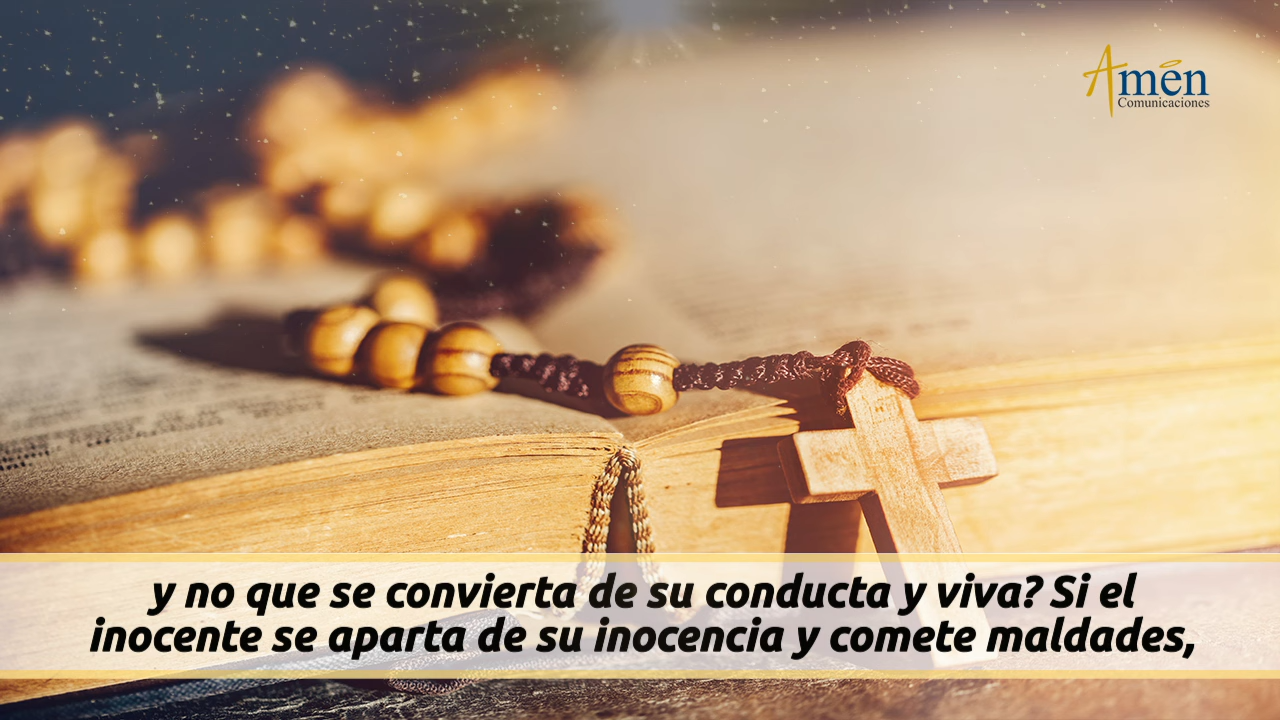 Amén
Comunicaciones
y no que se convierta de su conducta y viva? Si el
inocente se aparta de su inocencia y comete maldades,